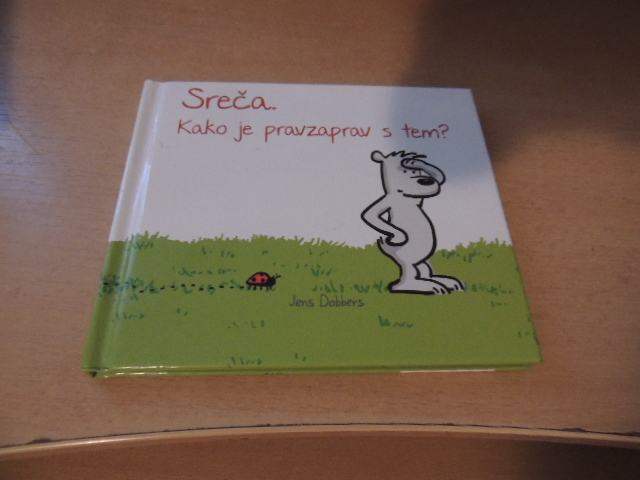 Sreča.
Kako je pravzaprav s tem?
Jens Dobbers